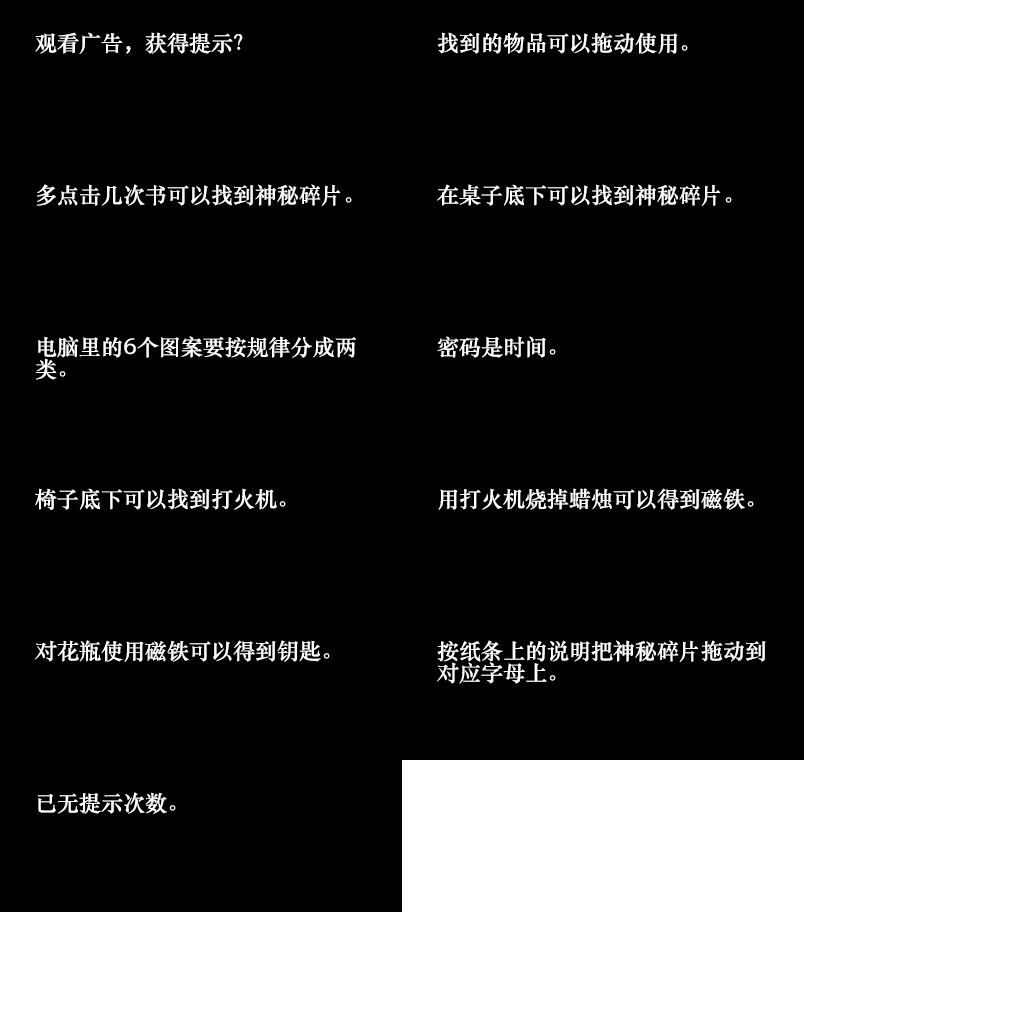 观看广告，获得提示？
找到的物品可以拖动使用。
多点击几次书可以找到神秘碎片。
在桌子底下可以找到神秘碎片。
电脑里的6个图案要按规律分成两
类。
密码是时间。
椅子底下可以找到打火机。
用打火机烧掉蜡烛可以得到磁铁。
对花瓶使用磁铁可以得到钥匙。
按纸条上的说明把神秘碎片拖动到
对应字母上。
已无提示次数。